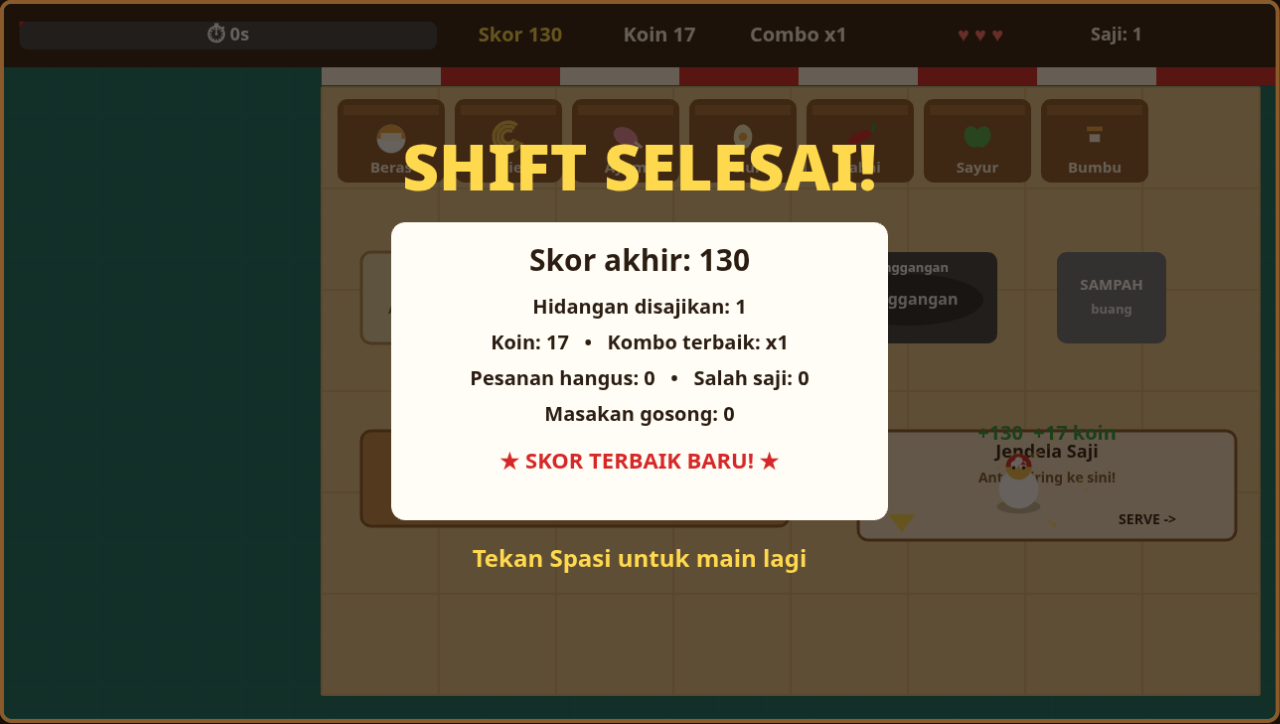 ⏱ 0s
Skor 130
Koin 17
Combo x1
♥ ♥ ♥
Saji: 1
Sayur
Bumbu
SHIFT SELESAI!
Skor akhir: 130
Hidangan disajikan: 1
Koin: 17 • Kombo terbaik: x1
Pesanan hangus: 0 • Salah saji: 0
Masakan gosong: 0
★ SKOR TERBAIK BARU! ★
SAMPAH
buang
+130 +17 koin
Jendela Saji
ke sini!
SERVE ->
Tekan Spasi untuk main lagi